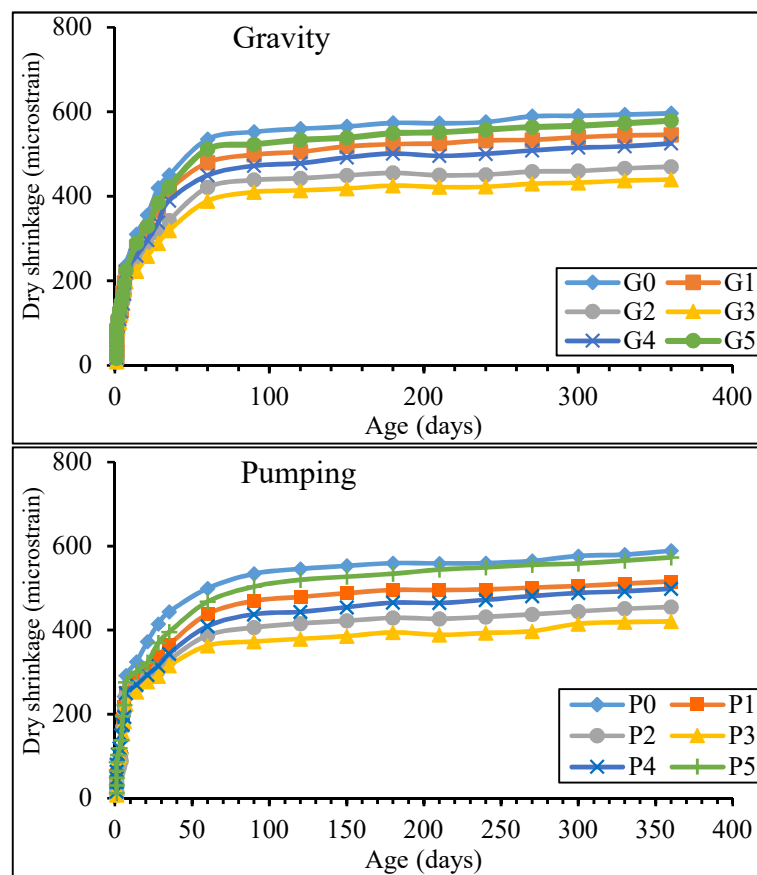 Gravity
Dry shrinkage (microstrain)
800
600
400
200
0
G0 G1
G2 G3
G4 G5
0 100 200 300 400
Age (days)
Pumping
Dry shrinkage (microstrain)
800
600
400
200
0
P0 P1
P2 P3
P4 P5
0 50 100 150 200 250 300 350 400
Age (days)